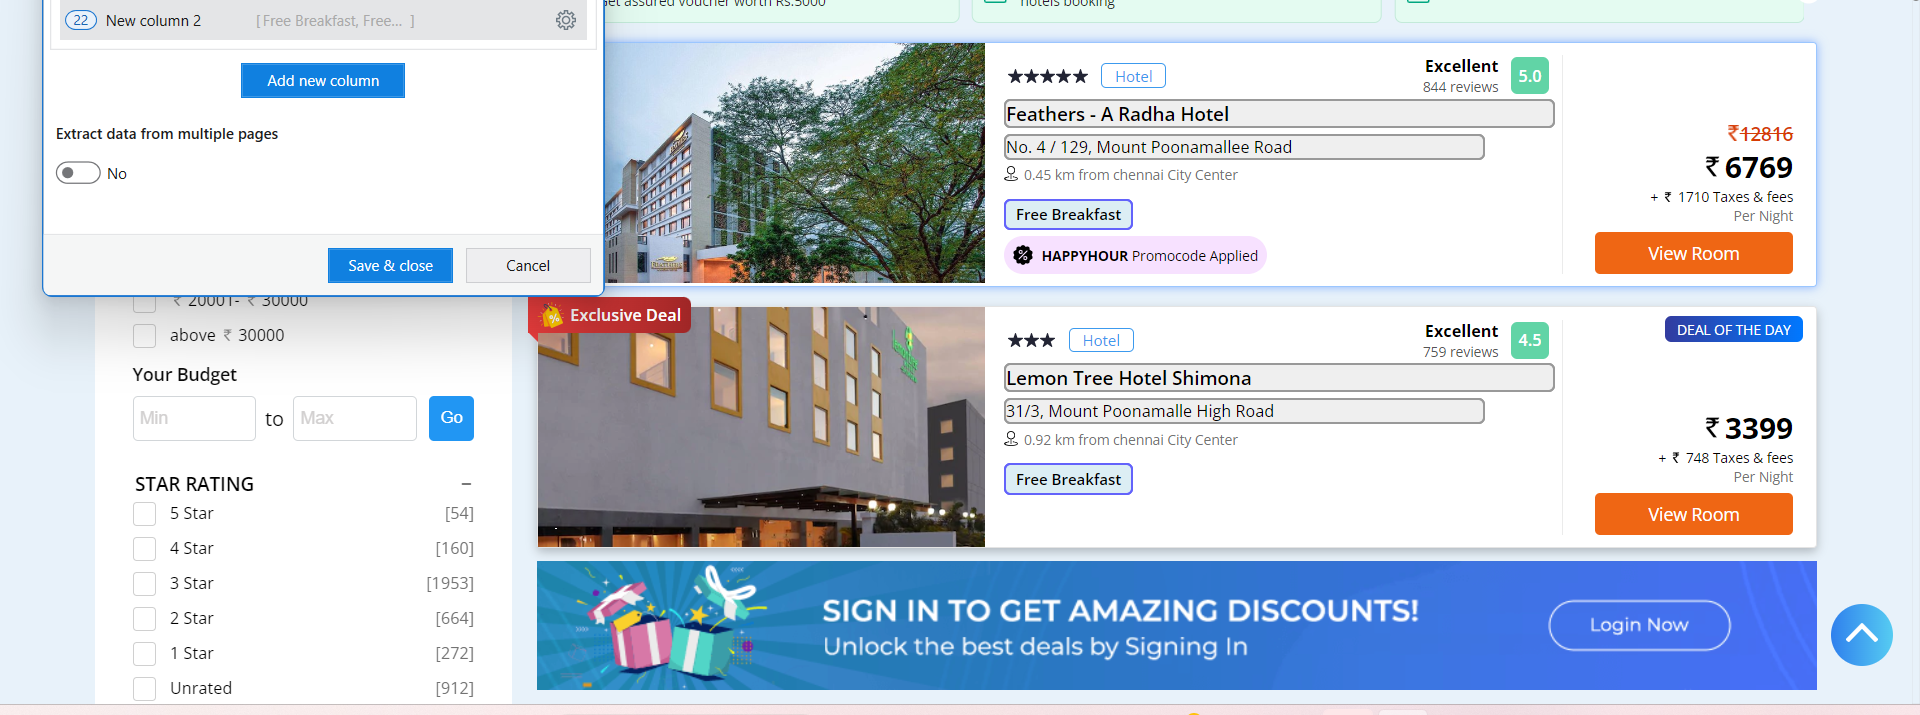 22 New column 2 [Free Breakfast, Free... ]
Add new column
Extract data from multiple pages
No
Save & close Cancel
get assured voucher worth Rs.5000
hotels booking
₹ 20001- ₹ 30000
above ₹ 30000
Your Budget
Min to Max Go
STAR RATING
5 Star [54]
4 Star [160]
3 Star [1953]
2 Star [664]
1 Star [272]
Unrated [912]
Hotel
Excellent
844 reviews
5.0
Feathers - A Radha Hotel
No. 4 / 129, Mount Poonamallee Road
0.45 km from chennai City Center
Free Breakfast
HAPPYHOUR Promocode Applied
₹12816
₹ 6769
+ ₹ 1710 Taxes & fees
Per Night
View Room
Exclusive Deal
Hotel
Excellent
759 reviews
4.5
Lemon Tree Hotel Shimona
31/3, Mount Poonamalle High Road
0.92 km from chennai City Center
Free Breakfast
DEAL OF THE DAY
₹ 3399
+ ₹ 748 Taxes & fees
Per Night
View Room
SIGN IN TO GET AMAZING DISCOUNTS!
Unlock the best deals by Signing In
Login Now